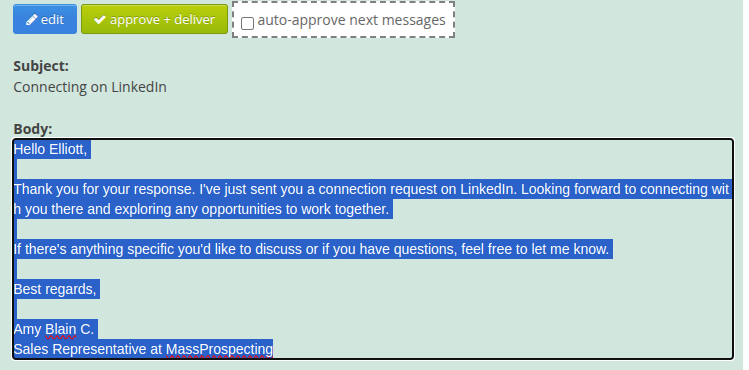 edit approve + deliver auto-approve next messages
Subject:
Connecting on LinkedIn
Body:
Hello Elliott,
Thank you for your response. I've just sent you a connection request on LinkedIn. Looking forward to connecting wit
h you there and exploring any opportunities to work together.
If there's anything specific you'd like to discuss or if you have questions, feel free to let me know.
Best regards,
Amy Blain C.
Sales Representative at MassProspecting